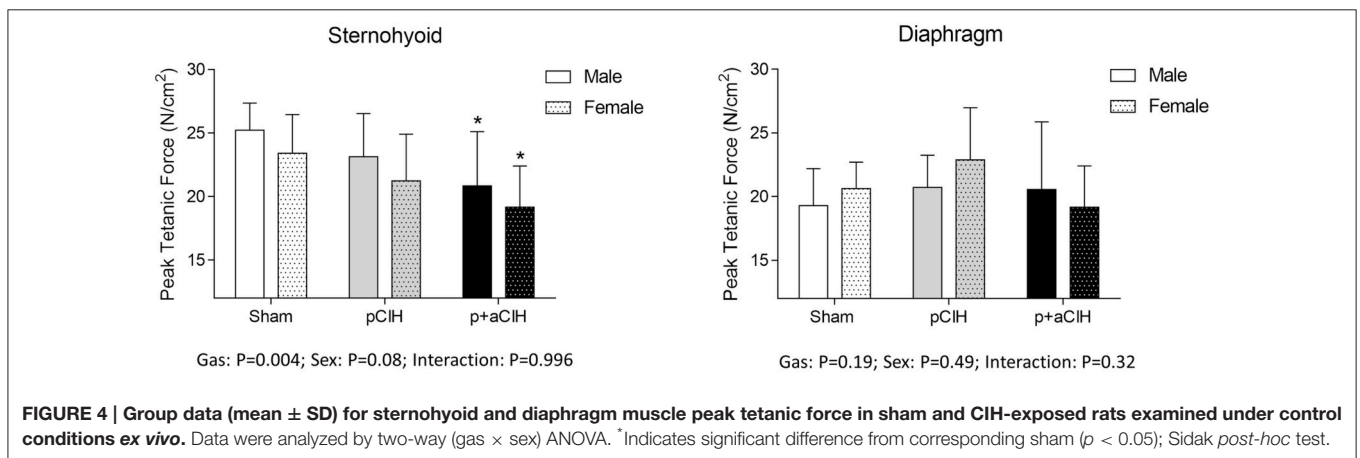 Sternohyoid
Peak Tetanic Force (N/cm²)
30
25
20
15
Male
Female
*
*
Sham
pCIH
p+aCIH
Gas: P=0.004; Sex: P=0.08; Interaction: P=0.996
Diaphragm
Peak Tetanic Force (N/cm²)
30
25
20
15
Male
Female
Sham
pCIH
p+aCIH
Gas: P=0.19; Sex: P=0.49; Interaction: P=0.32
FIGURE 4 | Group data (mean ± SD) for sternohyoid and diaphragm muscle peak tetanic force in sham and CIH-exposed rats examined under control
conditions ex vivo. Data were analyzed by two-way (gas × sex) ANOVA. *Indicates significant difference from corresponding sham (p < 0.05); Sidak post-hoc test.